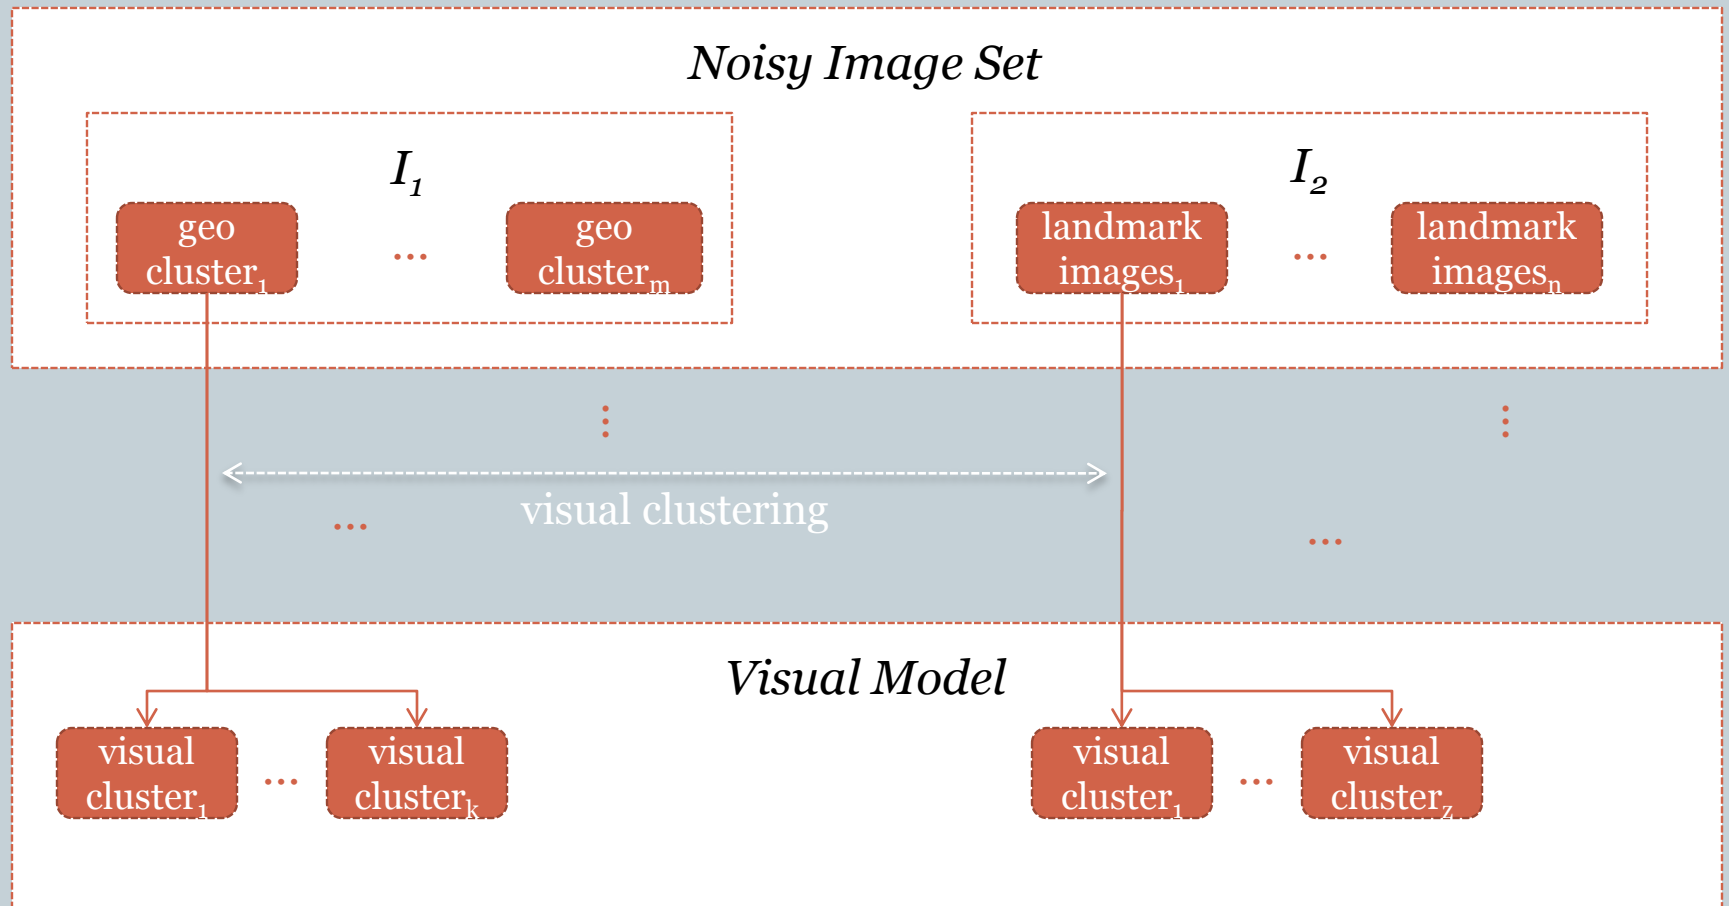 Noisy Image Set
I₁
geo
cluster₁
...
geo
clusterₘ
I₂
landmark
images₁
...
landmark
imagesₙ
visual clustering
...
...
Visual Model
visual
cluster₁
...
visual
clusterₖ
visual
cluster₁
...
visual
cluster_z